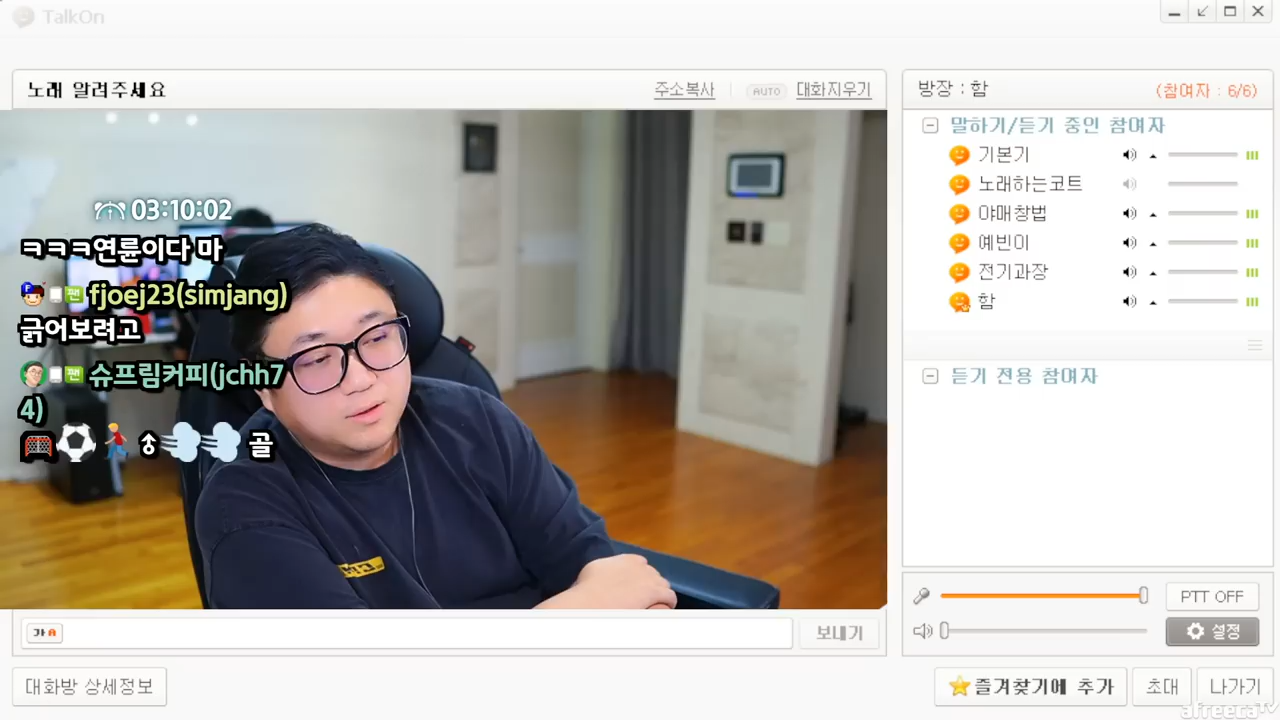 TalkOn
노래 알려주세요
주소복사
AUTO
대화지우기
방장 : 함
(참여자 : 6/6)
말하기/듣기 중인 참여자
기본기
노래하는코트
야매창법
예빈이
전기과장
함
듣기 전용 참여자
03:10:02
ㅋㅋㅋ연륜이다 마
팬 fjoej23(simjang)
긁어보려고
팬 슈프림커피(jchh7
4)
골
가A
보내기
PTT OFF
설정
대화방 상세정보
즐겨찾기에 추가
초대
나가기
afreecaTV